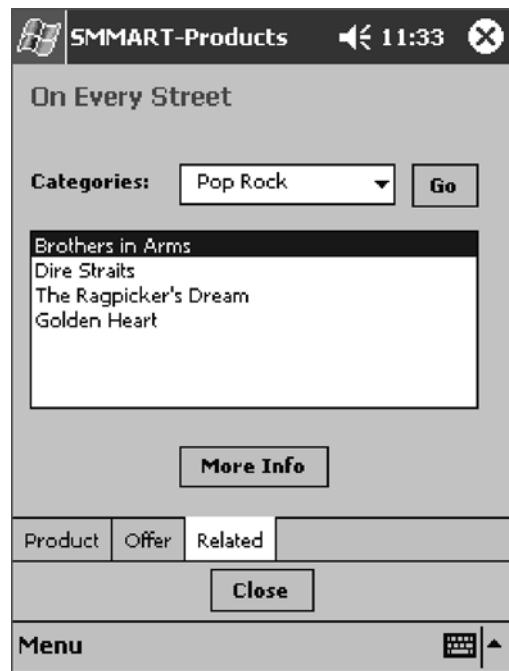 SMMART-Products 11:33
On Every Street
Categories: Pop Rock Go
Brothers in Arms
Dire Straits
The Ragpicker's Dream
Golden Heart
More Info
Product Offer Related
Close
Menu